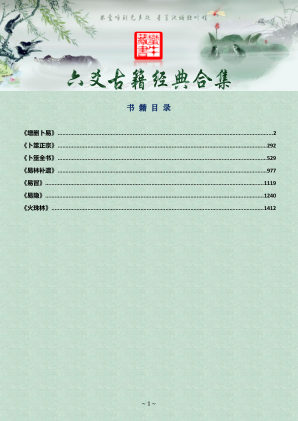 六爻古籍经典合集
书 籍 目 录
《增删卜易》 2
《卜筮正宗》 292
《卜筮全书》 529
《易林补遗》 977
《易冒》 1119
《易隐》 1240
《火珠林》 1412
~ 1 ~